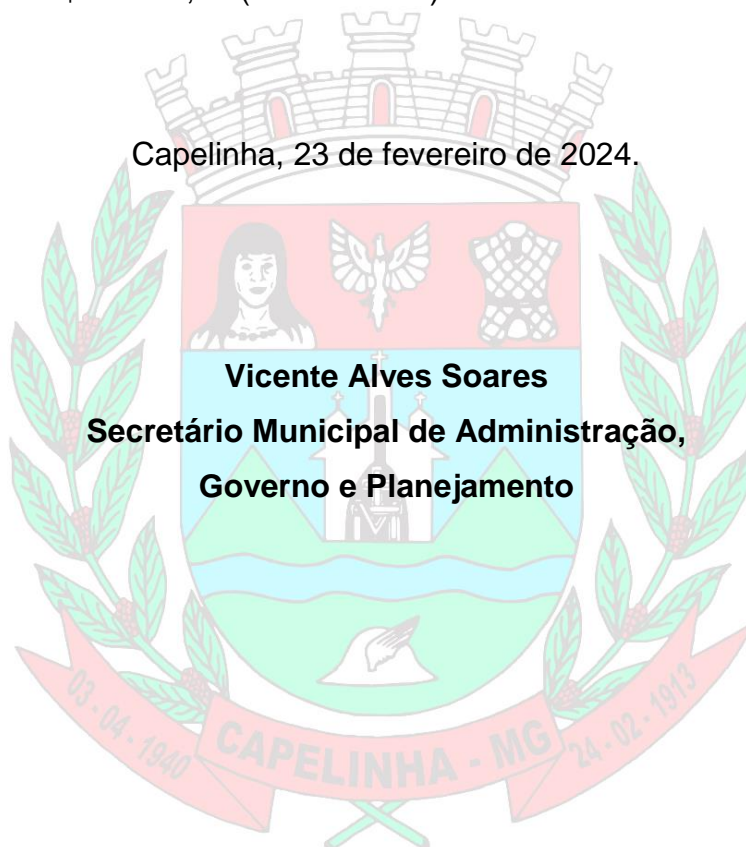 Capelinha, 23 de fevereiro de 2024.
Vicente Alves Soares
Secretário Municipal de Administração,
Governo e Planejamento
03-04-1940
CAPELINHA - MG
24-02-1913